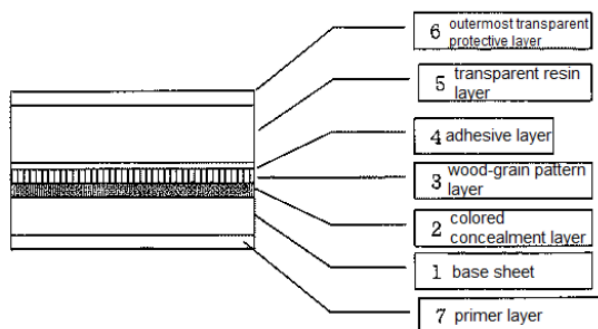 6 outermost transparent
protective layer
5 transparent resin
layer
4 adhesive layer
3 wood-grain pattern
layer
2 colored
concealment layer
1 base sheet
7 primer layer